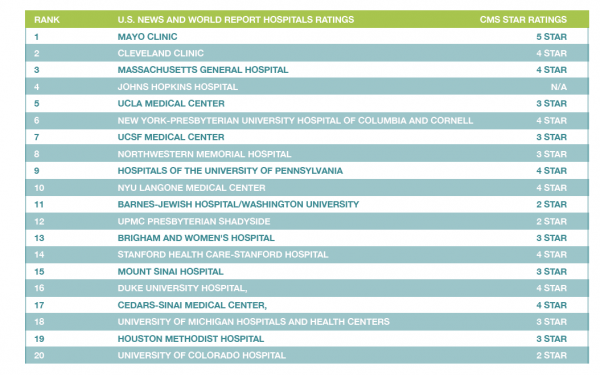 RANK U.S. NEWS AND WORLD REPORT HOSPITALS RATINGS CMS STAR RATINGS
1 MAYO CLINIC 5 STAR
2 CLEVELAND CLINIC 4 STAR
3 MASSACHUSETTS GENERAL HOSPITAL 4 STAR
4 JOHNS HOPKINS HOSPITAL N/A
5 UCLA MEDICAL CENTER 3 STAR
6 NEW YORK-PRESBYTERIAN UNIVERSITY HOSPITAL OF COLUMBIA AND CORNELL 4 STAR
7 UCSF MEDICAL CENTER 3 STAR
8 NORTHWESTERN MEMORIAL HOSPITAL 3 STAR
9 HOSPITALS OF THE UNIVERSITY OF PENNSYLVANIA 4 STAR
10 NYU LANGONE MEDICAL CENTER 4 STAR
11 BARNES-JEWISH HOSPITAL/WASHINGTON UNIVERSITY 2 STAR
12 UPMC PRESBYTERIAN SHADYSIDE 2 STAR
13 BRIGHAM AND WOMEN'S HOSPITAL 3 STAR
14 STANFORD HEALTH CARE-STANFORD HOSPITAL 4 STAR
15 MOUNT SINAI HOSPITAL 3 STAR
16 DUKE UNIVERSITY HOSPITAL, 4 STAR
17 CEDARS-SINAI MEDICAL CENTER, 4 STAR
18 UNIVERSITY OF MICHIGAN HOSPITALS AND HEALTH CENTERS 3 STAR
19 HOUSTON METHODIST HOSPITAL 3 STAR
20 UNIVERSITY OF COLORADO HOSPITAL 2 STAR